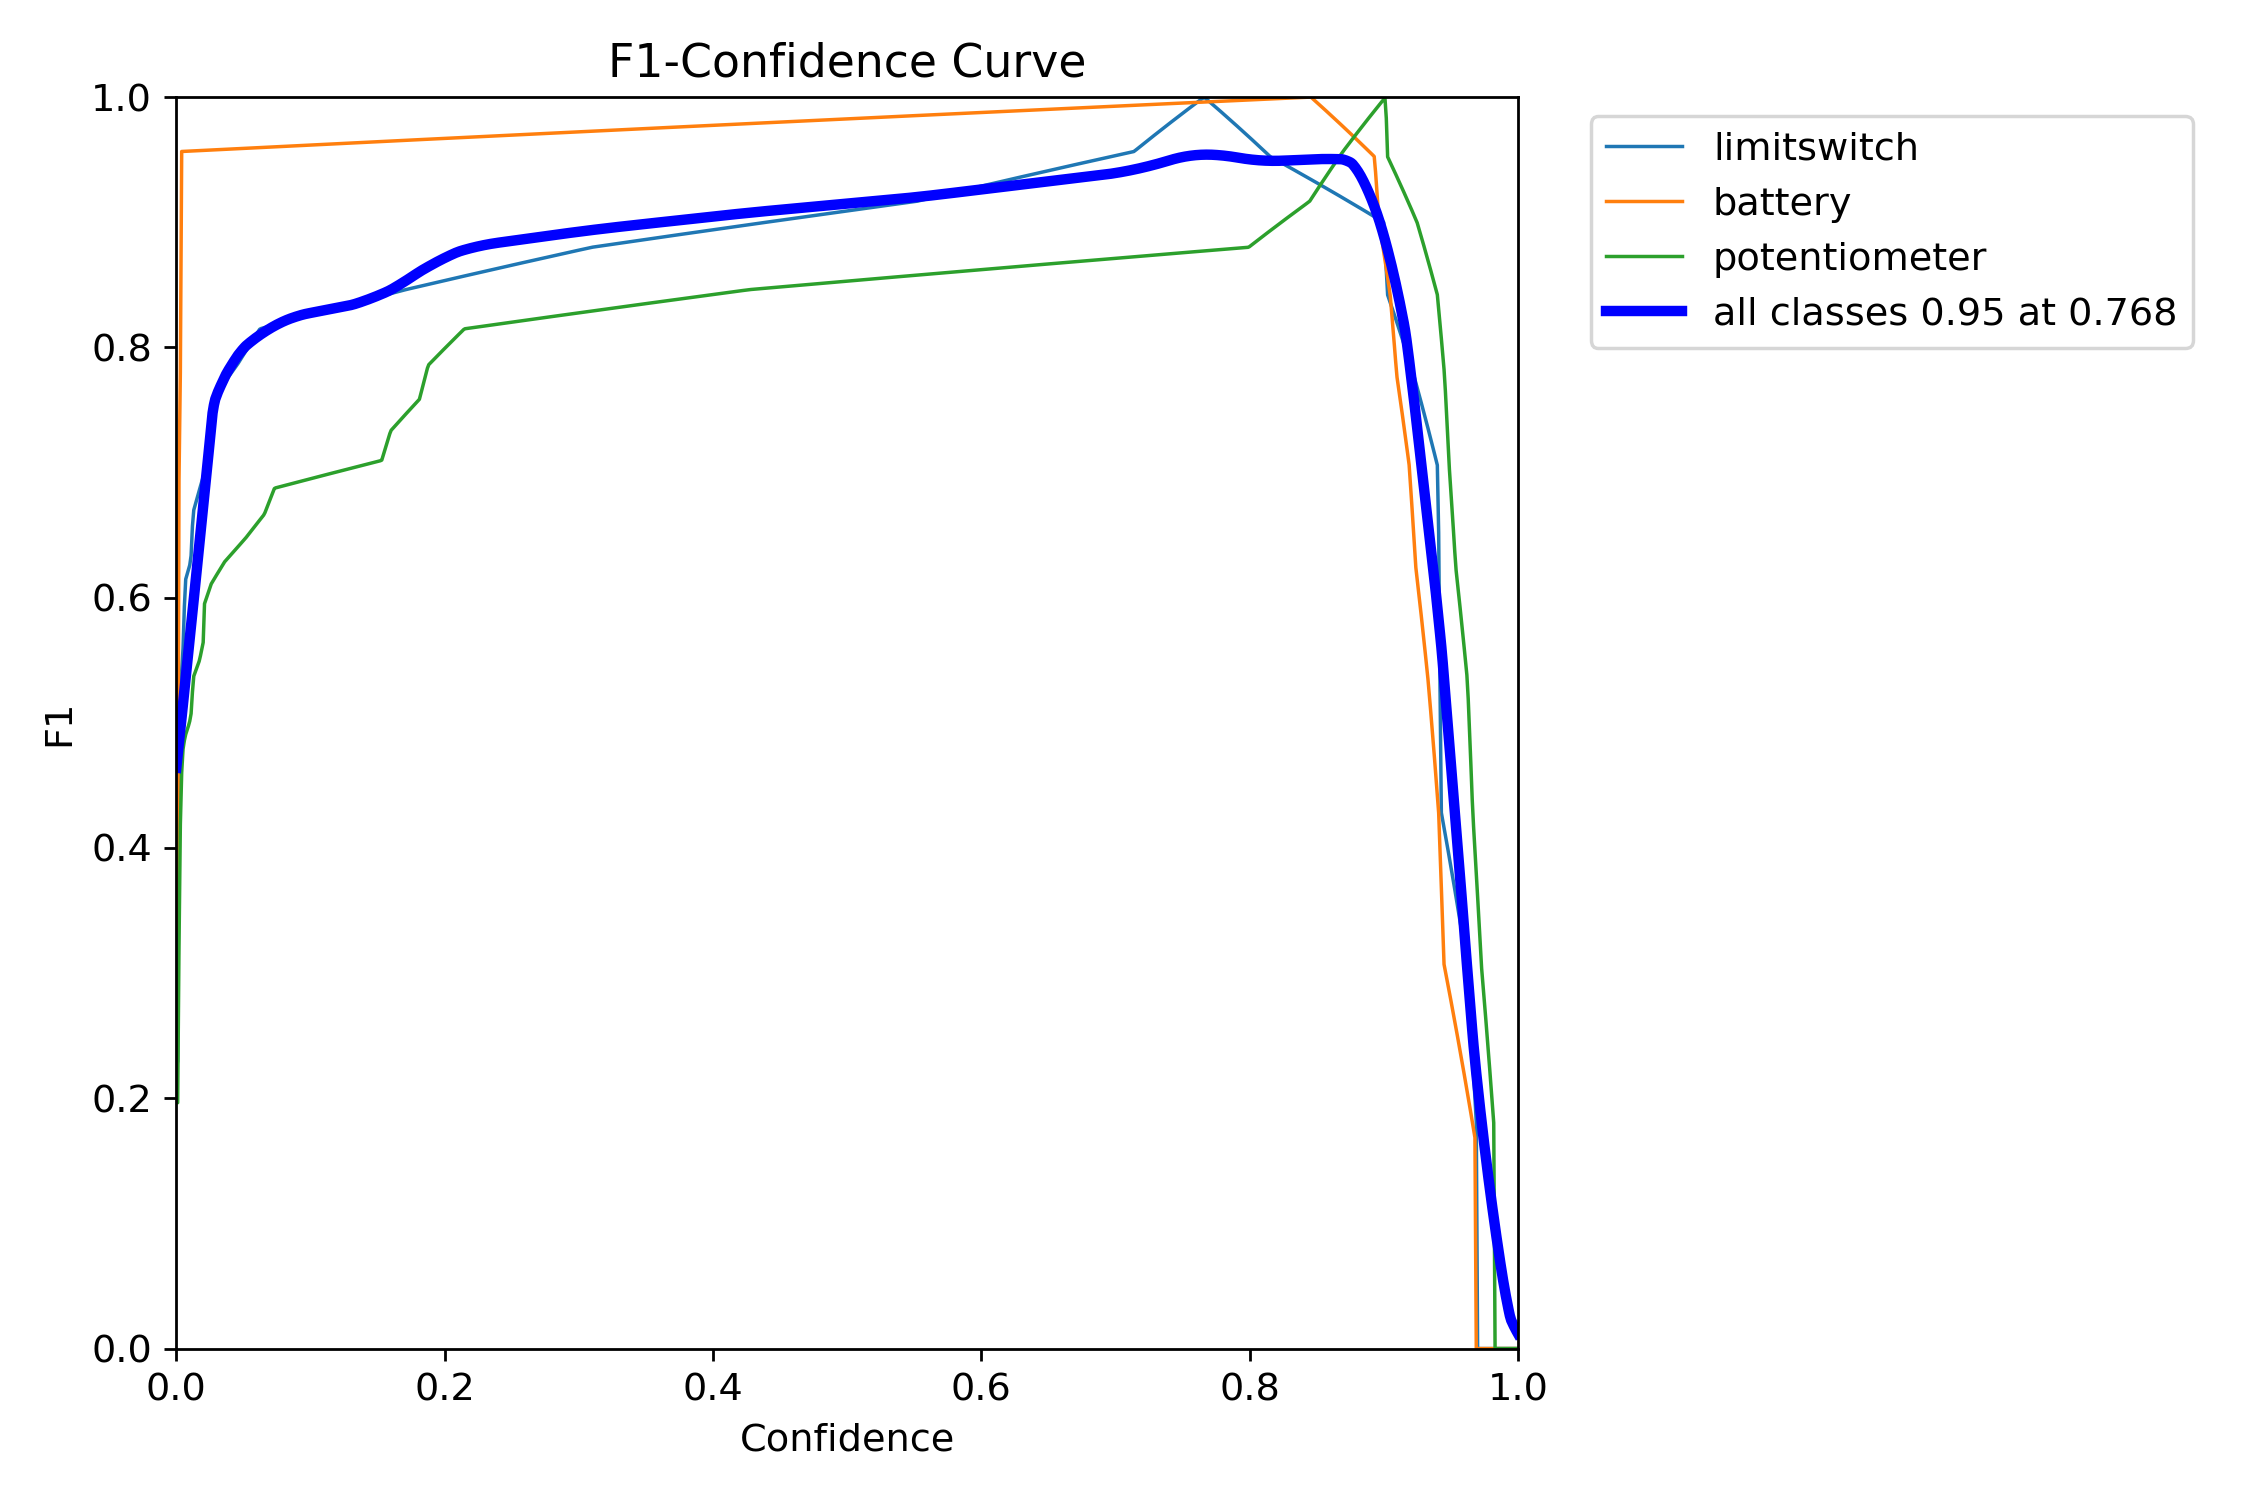 F1-Confidence Curve
1.0
0.8
0.6
0.4
0.2
0.0
F1
0.0 0.2 0.4 0.6 0.8 1.0
Confidence
limitswitch
battery
potentiometer
all classes 0.95 at 0.768